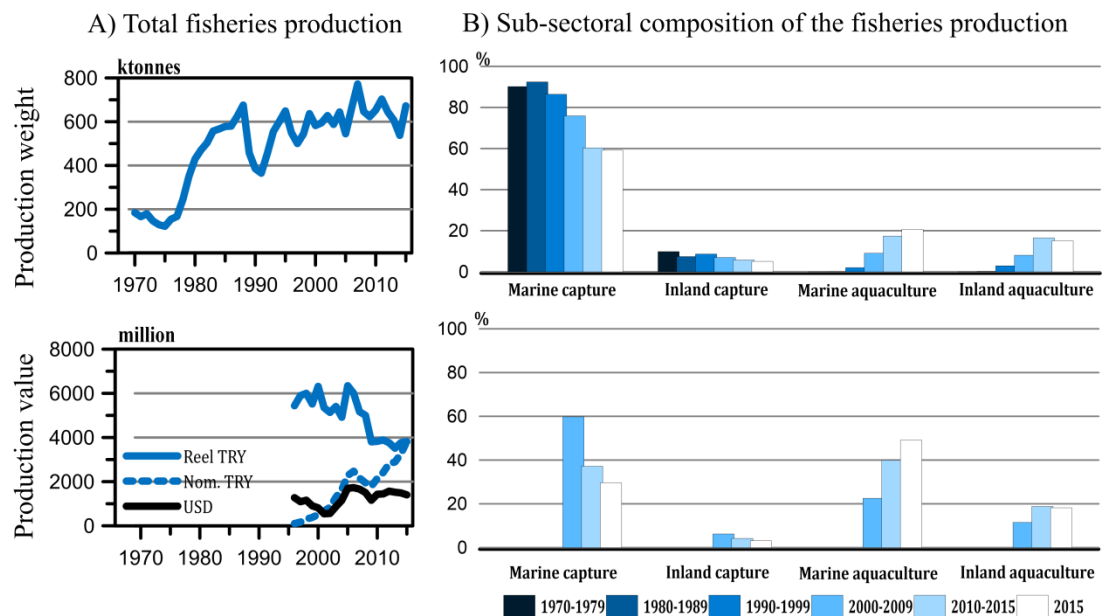 A) Total fisheries production
B) Sub-sectoral composition of the fisheries production
Production weight
ktonnes
800
600
400
200
0
1970 1980 1990 2000 2010
%
100
80
60
40
20
0
Marine capture Inland capture Marine aquaculture Inland aquaculture
Production value
million
8000
6000
4000
2000
0
Reel TRY
Nom. TRY
USD
1970 1980 1990 2000 2010
%
100
80
60
40
20
0
Marine capture Inland capture Marine aquaculture Inland aquaculture
1970-1979 1980-1989 1990-1999 2000-2009 2010-2015 2015